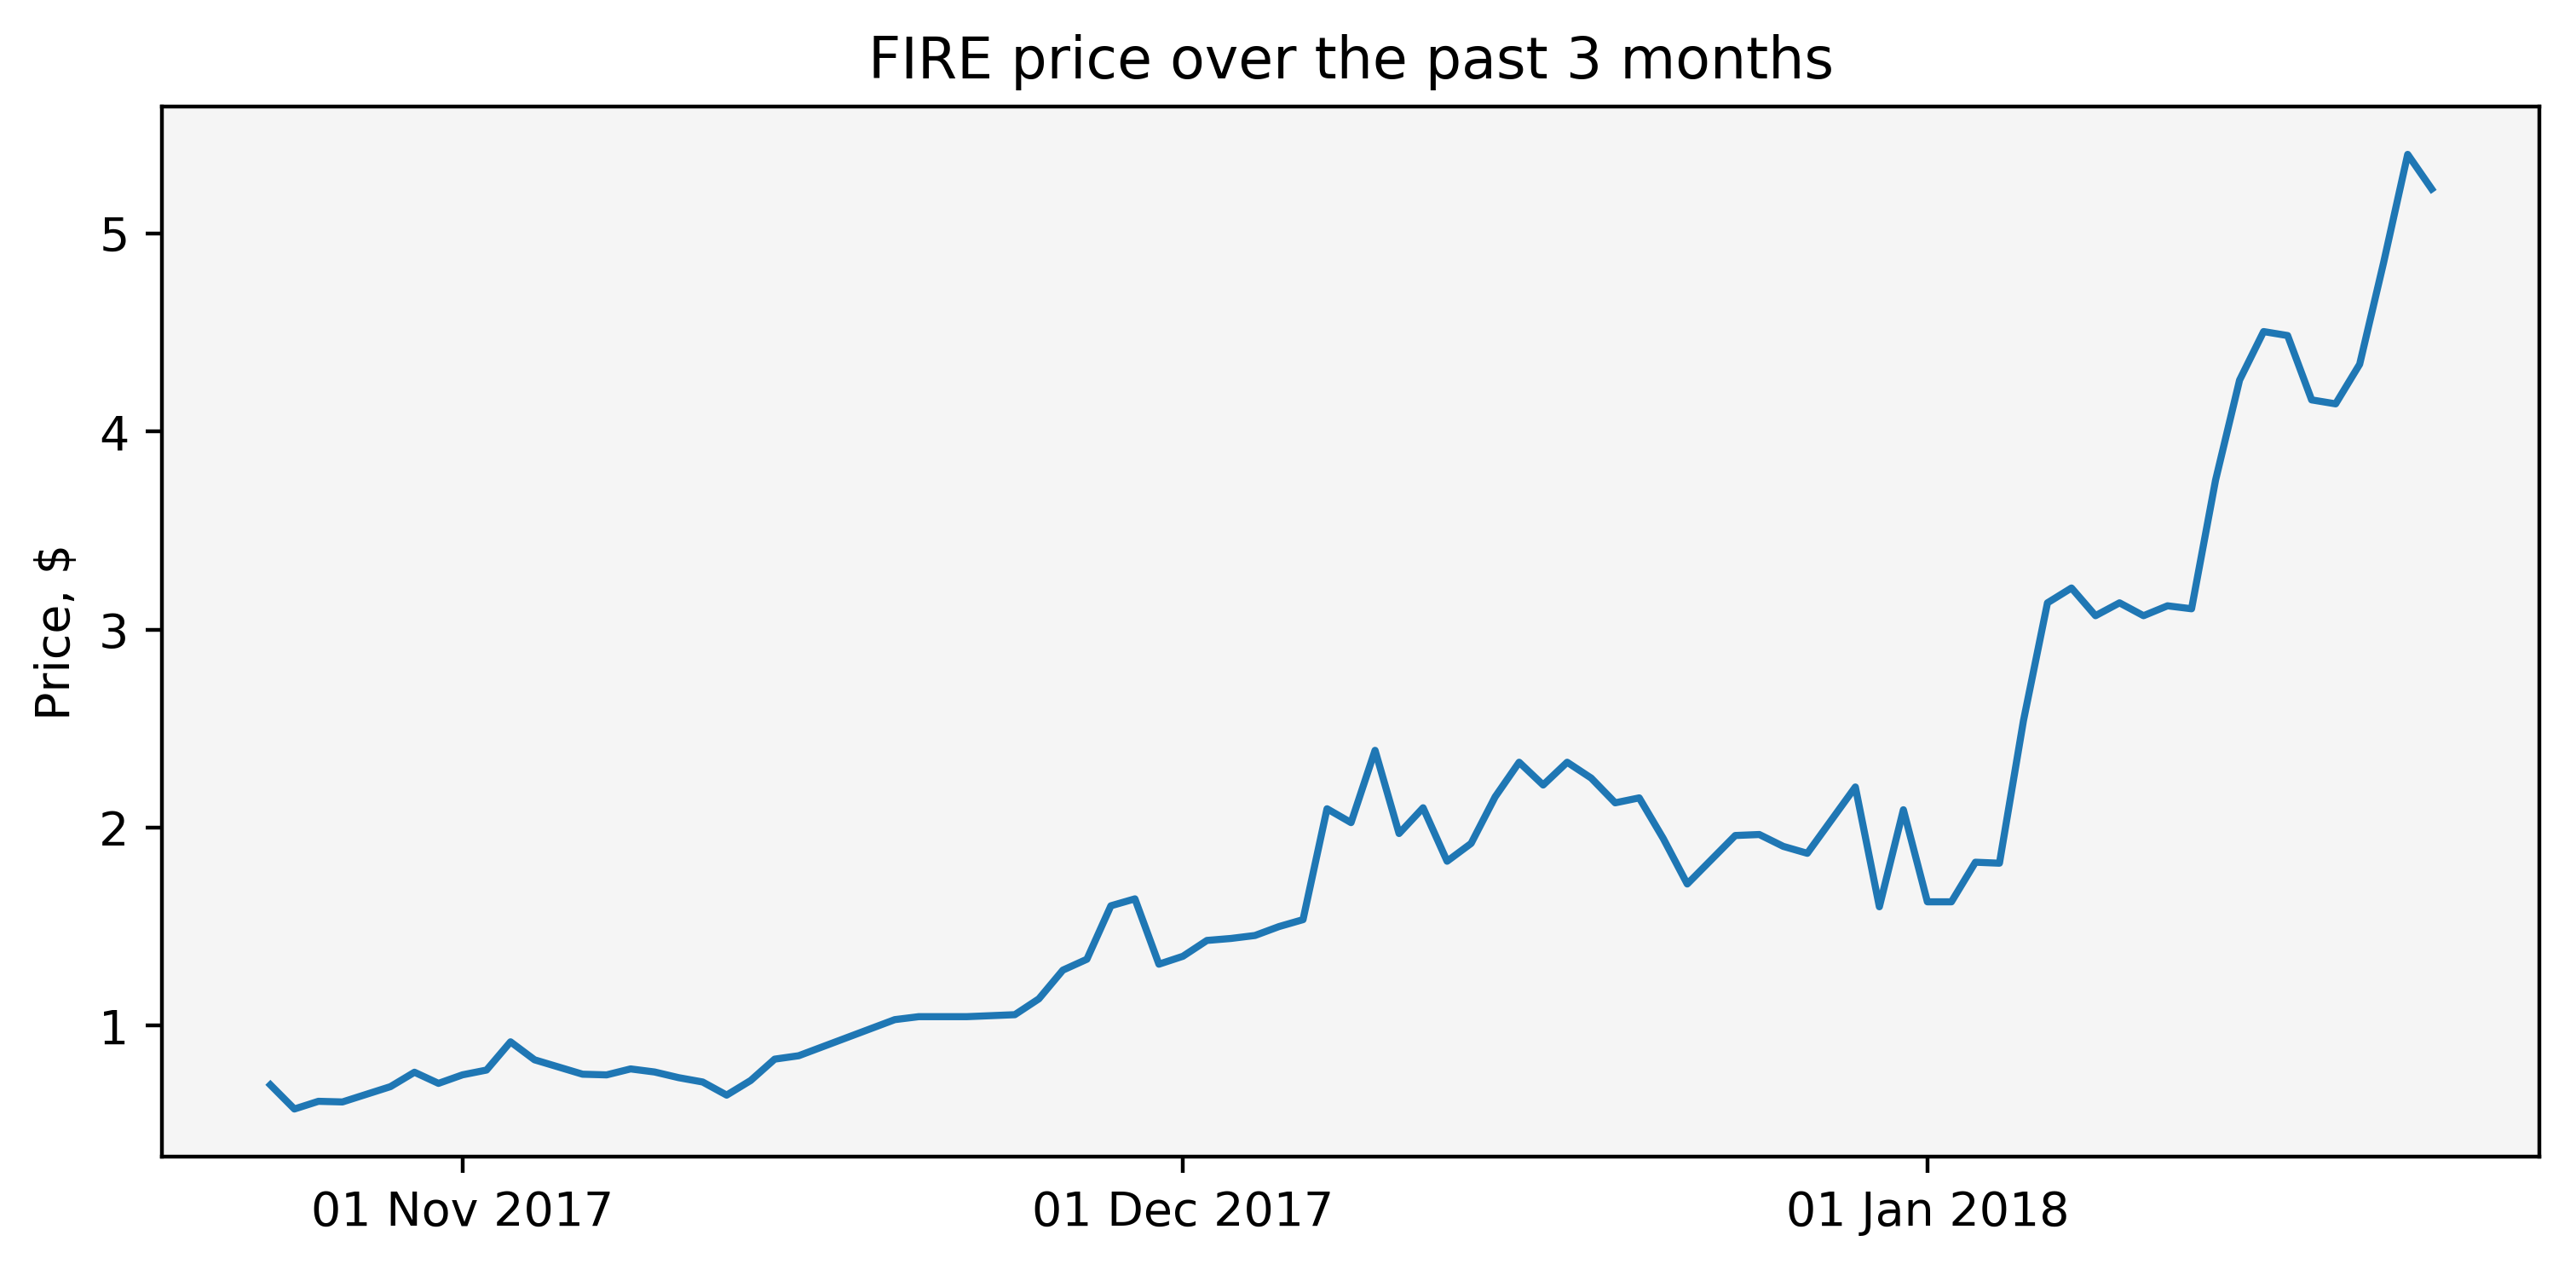 FIRE price over the past 3 months
Price, $
5
4
3
2
1
01 Nov 2017
01 Dec 2017
01 Jan 2018